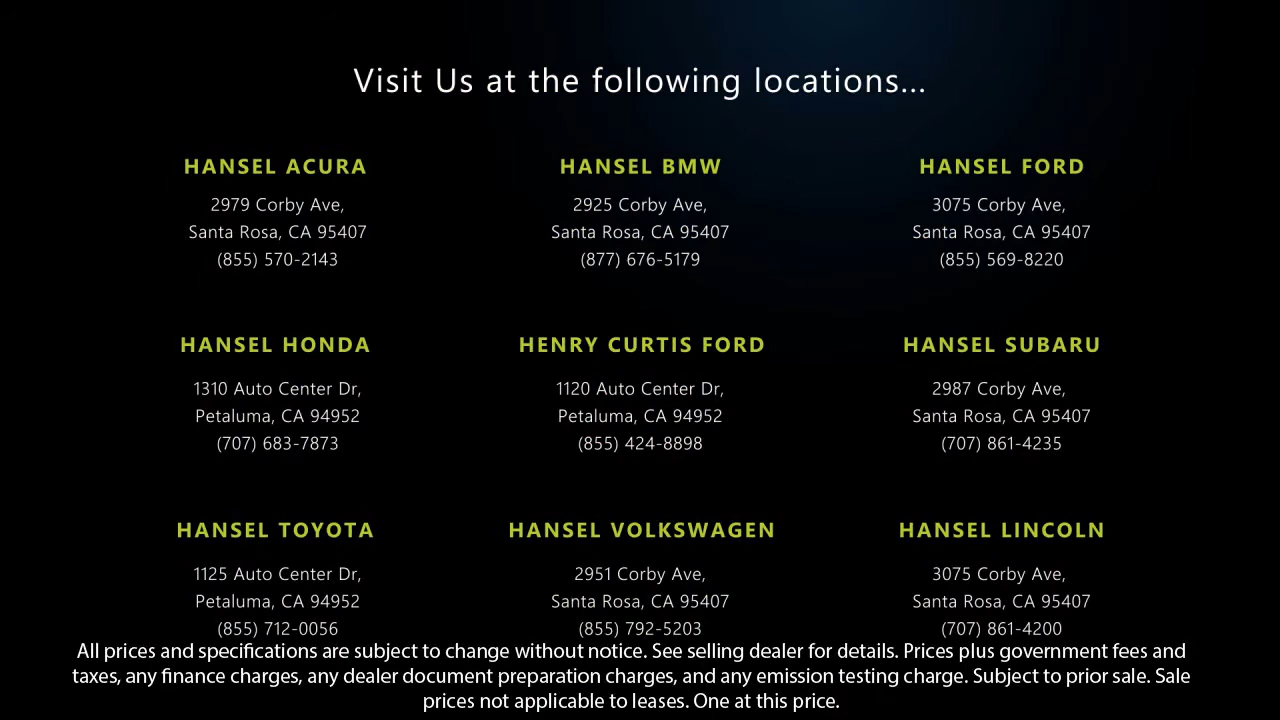 Visit Us at the following locations...
HANSEL ACURA
2979 Corby Ave,
Santa Rosa, CA 95407
(855) 570-2143
HANSEL BMW
2925 Corby Ave,
Santa Rosa, CA 95407
(877) 676-5179
HANSEL FORD
3075 Corby Ave,
Santa Rosa, CA 95407
(855) 569-8220
HANSEL HONDA
1310 Auto Center Dr,
Petaluma, CA 94952
(707) 683-7873
HENRY CURTIS FORD
1120 Auto Center Dr,
Petaluma, CA 94952
(855) 424-8898
HANSEL SUBARU
2987 Corby Ave,
Santa Rosa, CA 95407
(707) 861-4235
HANSEL TOYOTA
1125 Auto Center Dr,
Petaluma, CA 94952
(855) 712-0056
HANSEL VOLKSWAGEN
2951 Corby Ave,
Santa Rosa, CA 95407
(855) 792-5203
HANSEL LINCOLN
3075 Corby Ave,
Santa Rosa, CA 95407
(707) 861-4200
All prices and specifications are subject to change without notice. See selling dealer for details. Prices plus government fees and
taxes, any finance charges, any dealer document preparation charges, and any emission testing charge. Subject to prior sale. Sale
prices not applicable to leases. One at this price.